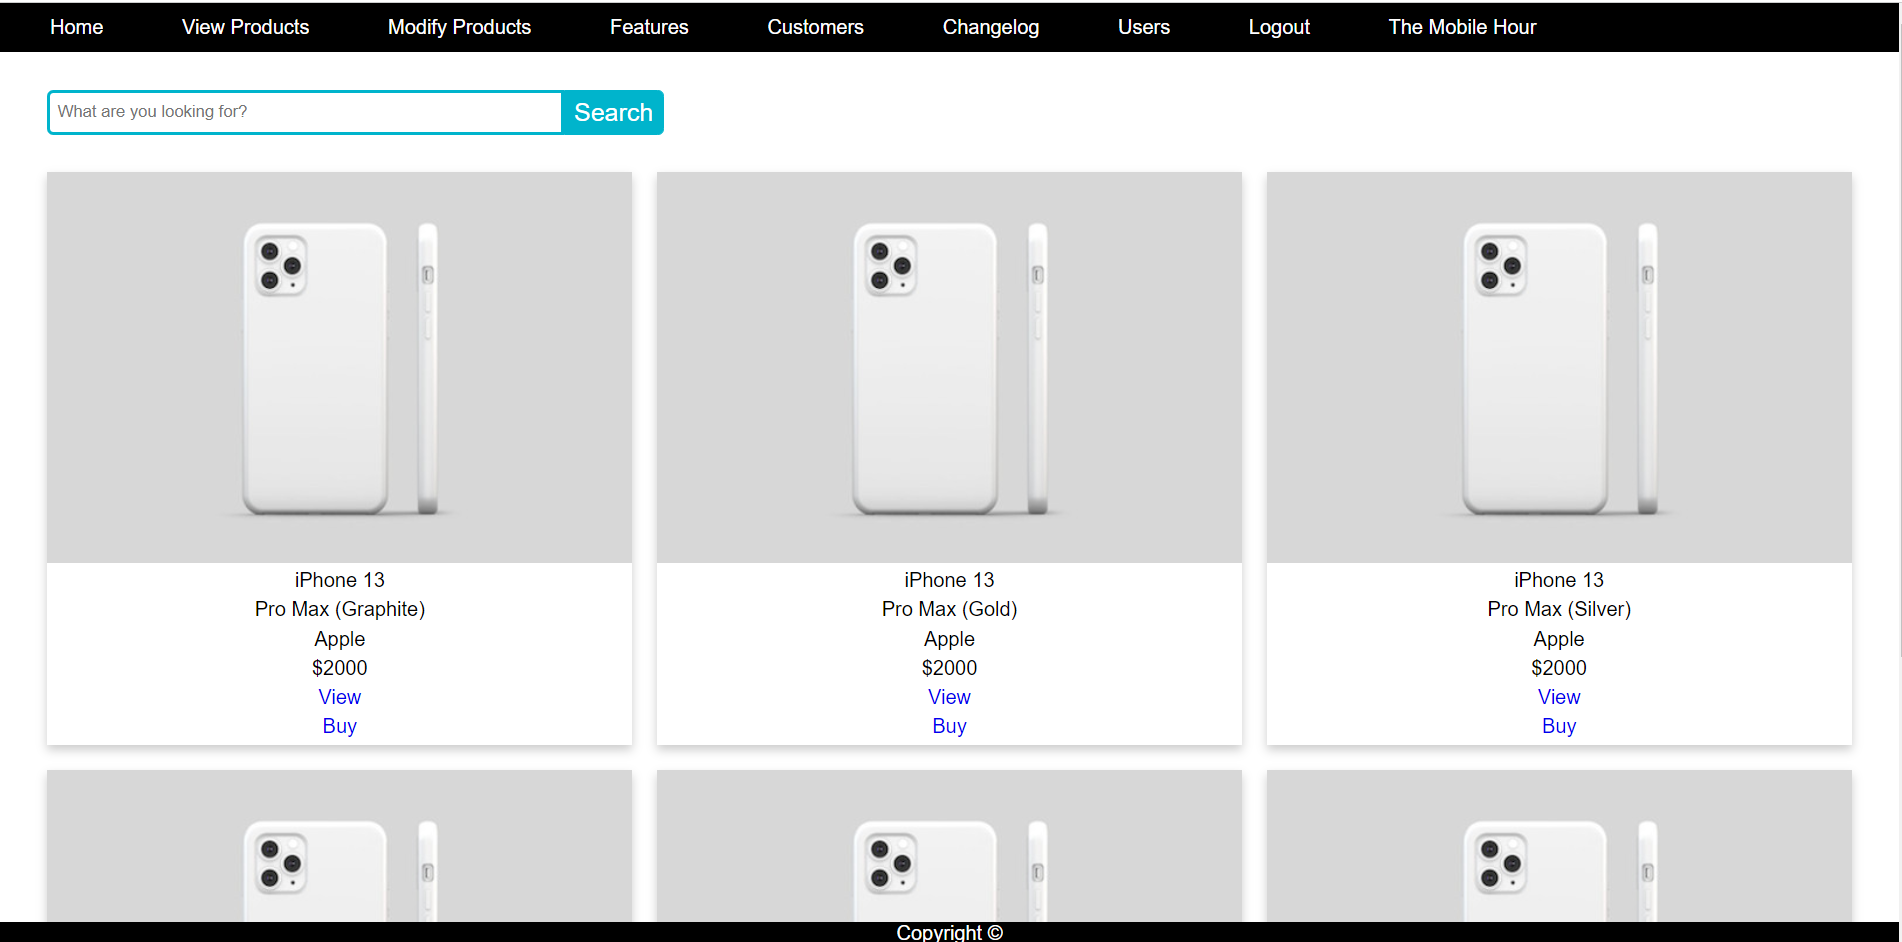 Home View Products Modify Products Features Customers Changelog Users Logout The Mobile Hour
What are you looking for? Search
iPhone 13
Pro Max (Graphite)
Apple
$2000
View
Buy
iPhone 13
Pro Max (Gold)
Apple
$2000
View
Buy
iPhone 13
Pro Max (Silver)
Apple
$2000
View
Buy
Copyright ©